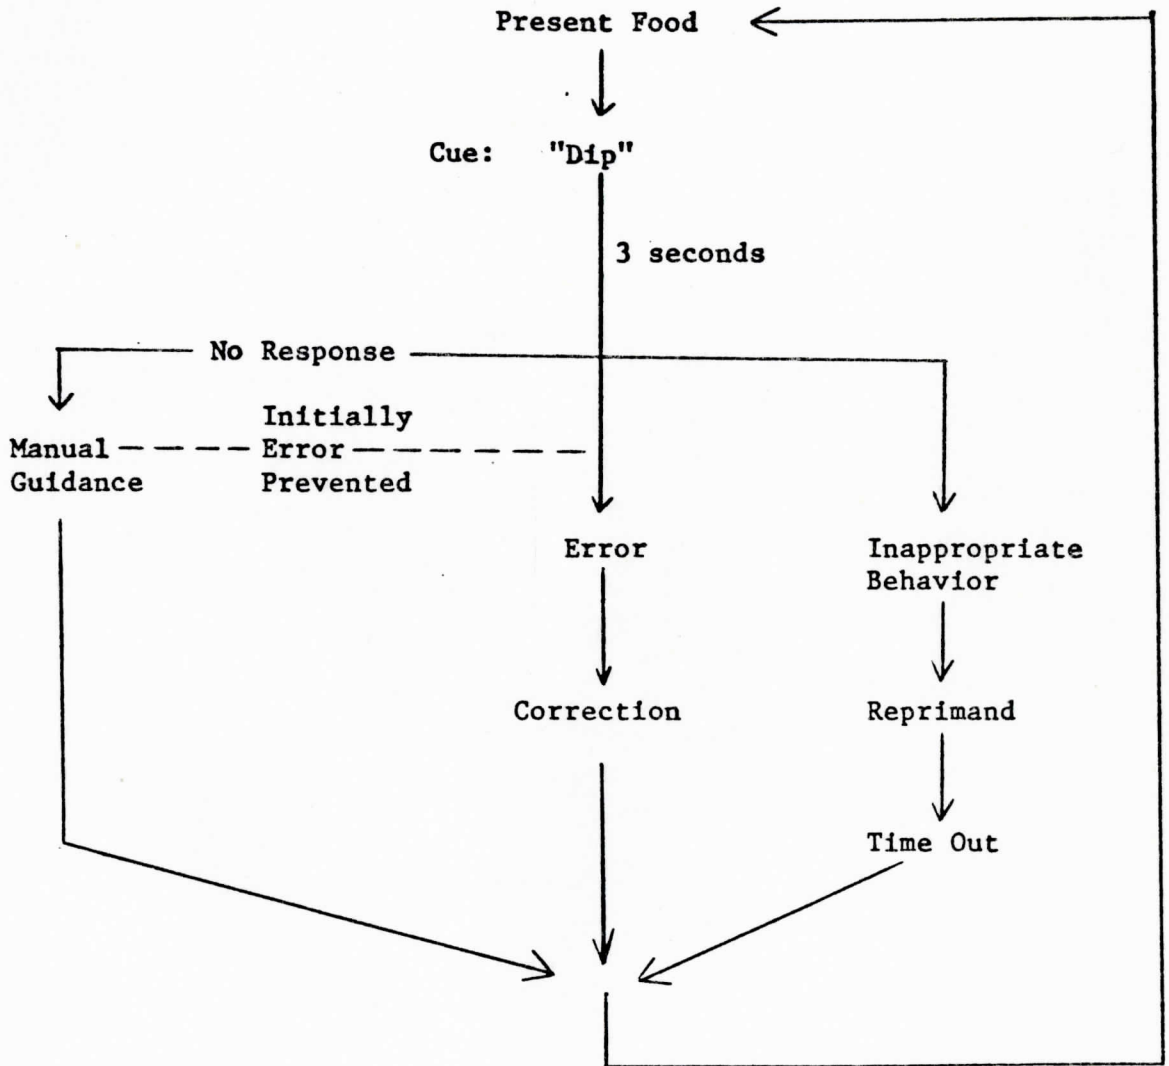 Present Food
Cue: "Dip"
3 seconds
No Response
Initially
Manual Error
Guidance Prevented
Error Inappropriate
Behavior
Correction Reprimand
Time Out